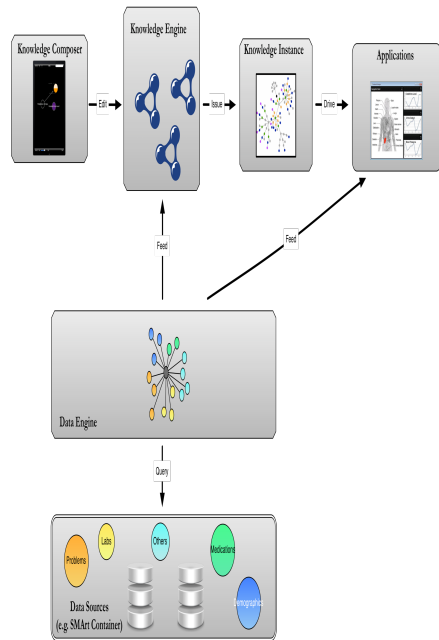 Knowledge Composer
Knowledge Engine
Knowledge Instance
Applications
Edit
Issue
Drive
Feed
Feed
Data Engine
Query
Problems
Labs
Others
Medications
Demographics
Data Sources
(e.g. SMArt Container)